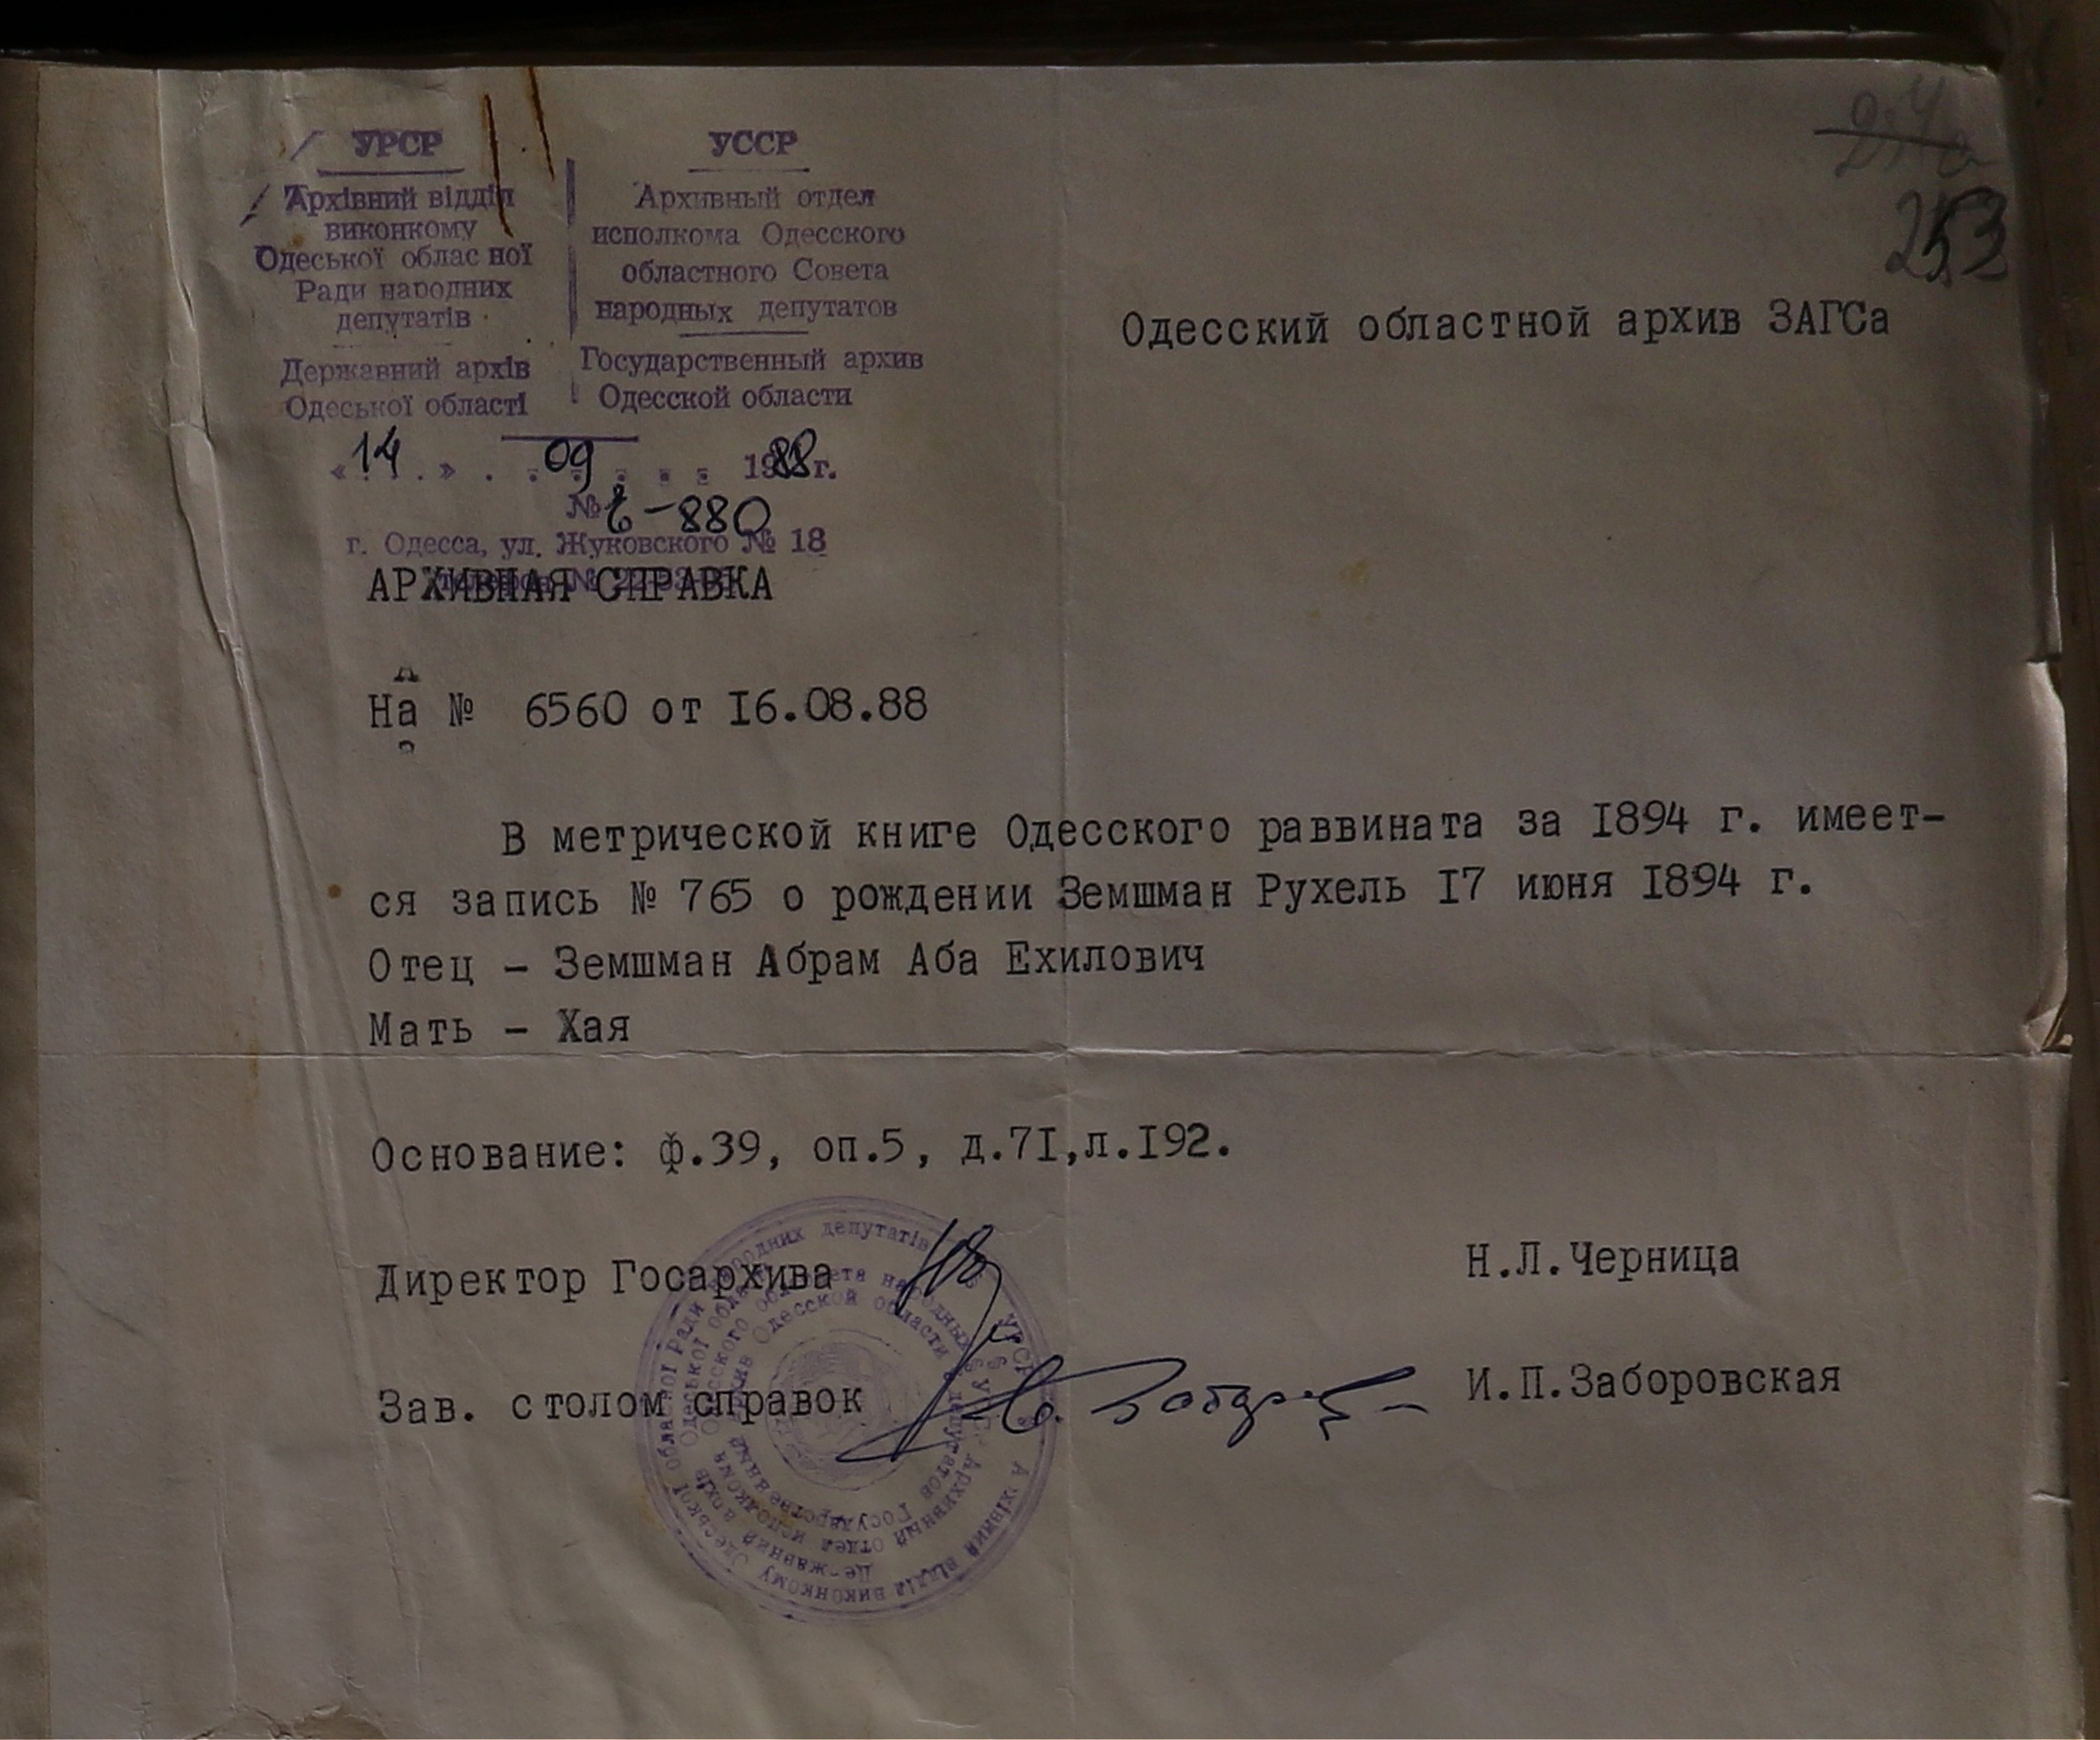 УРСР
Архівний відділ
виконкому
Одеської облас ної
Ради народних
депутатів
Державний архів
Одеської області
УССР
Архивный отдел
исполкома Одесского
областного Совета
народных депутатов
Государственный архив
Одесской области
253
Одесский областной архив ЗАГСа
«14» 09 1988 г.
№ -880
г. Одесса, ул. Жуковского № 18
АРХИВНАЯ СПРАВКА
На № 6560 от I6.08.88
В метрической книге Одесского раввината за I894 г. имеет-
ся запись № 765 о рождении Земшман Рухель I7 июня I894 г.
Отец – Земшман Абрам Аба Ехилович
Мать – Хая
Основание: ф.39, оп.5, д.7I,л.I92.
Директор Госархива
Н.Л.Черница
Зав. столом справок
И.П.Заборовская